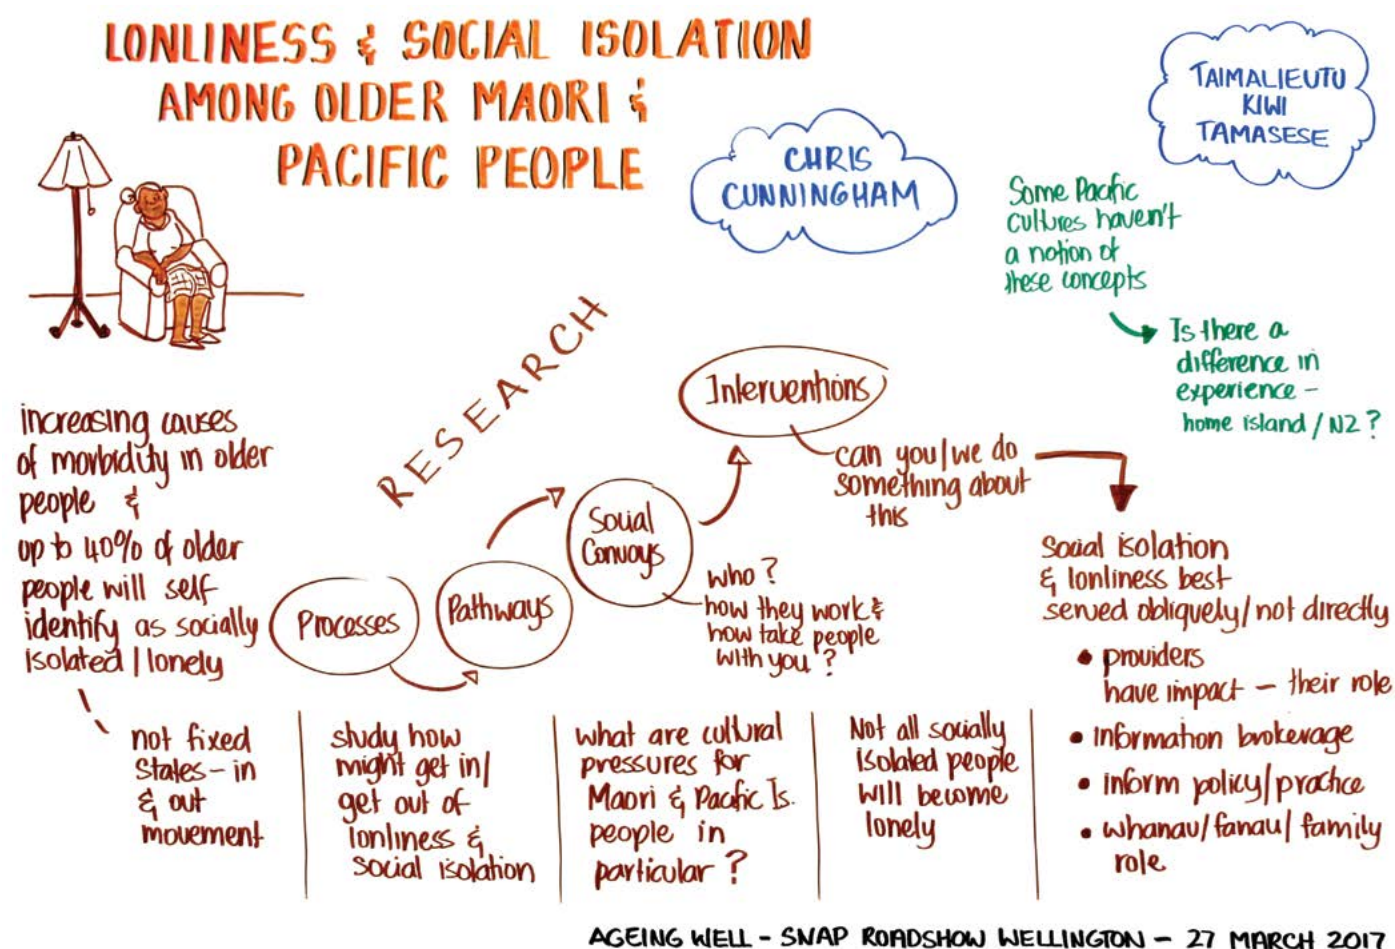 LONLINESS & SOCIAL ISOLATION
AMONG OLDER MAORI &
PACIFIC PEOPLE
CHRIS
CUNNINGHAM
TAIMALIEUTU
KIWI
TAMASESE
Some Pacific
cultures haven't
a notion of
these concepts
Is there a
difference in
experience –
home island / NZ ?
RESEARCH
increasing causes
of morbidity in older
people &
up to 40% of older
people will self
identify as socially
isolated / lonely
Processes
Pathways
Social
Convoys
who ?
how they work &
how take people
with you ?
Interventions
can you/we do
something about
this
Social isolation
& lonliness best
served obliquely/not directly
• providers
have impact – their role
• information brokerage
• inform policy/practice
• whanau/fanau/family
role
not fixed
states – in
& out
movement
study how
might get in/
get out of
lonliness &
social isolation
what are cultural
pressures for
Maori & Pacific Is.
people in
particular ?
Not all socially
isolated people
will become
lonely
AGEING WELL – SNAP ROADSHOW WELLINGTON – 27 MARCH 2017